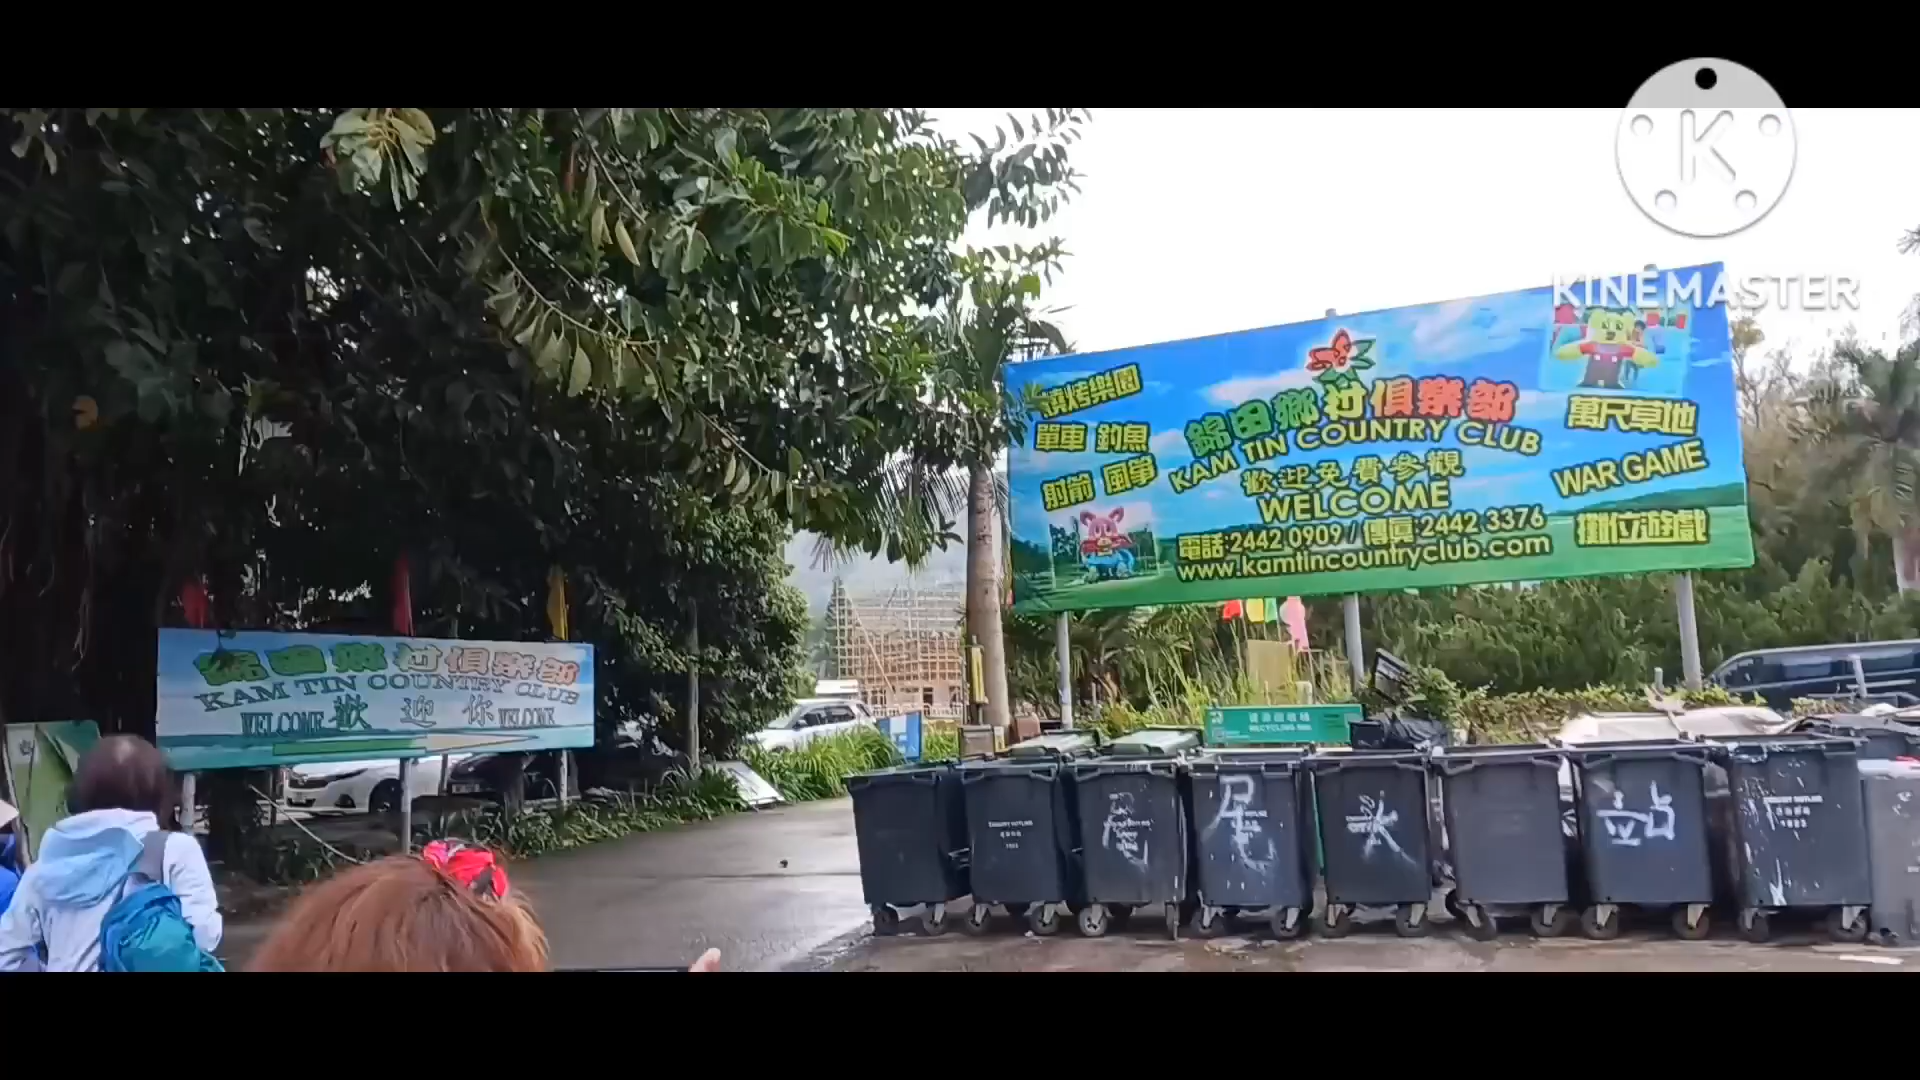 K
KINEMASTER
燒烤樂園
單車 釣魚
射箭 風箏
錦田鄉村俱樂部
KAM TIN COUNTRY CLUB
歡迎免費參觀
WELCOME
電話:2442 0909 / 傳真:2442 3376
www.kamtincountryclub.com
萬尺草地
WAR GAME
攤位遊戲
錦田鄉村俱樂部
KAM TIN COUNTRY CLUB
WELCOME 歡迎你 WELCOME
尾
水
站